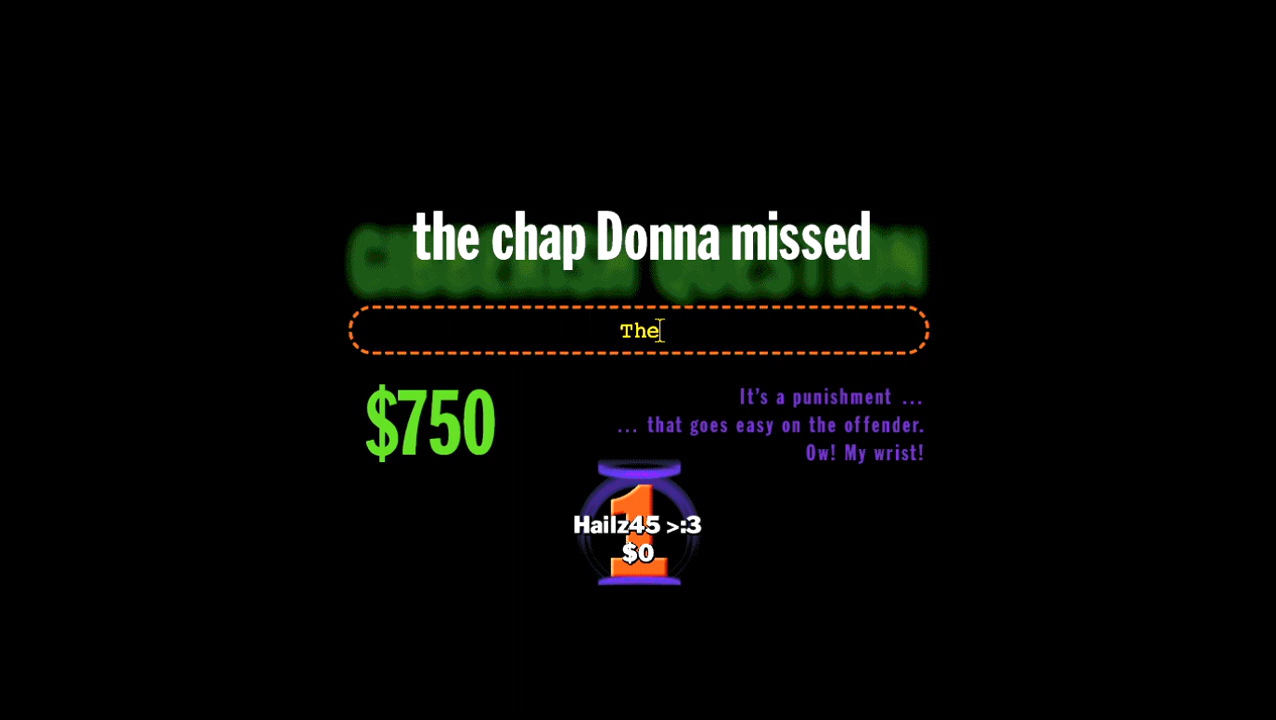 the chap Donna missed
The
$750
It's a punishment ...
... that goes easy on the offender.
Ow! My wrist!
1
Hailz45 >:3
$0